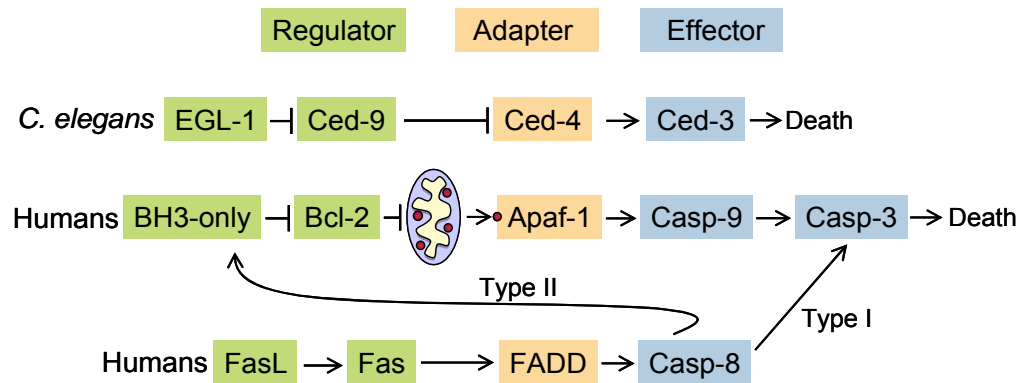 Regulator Adapter Effector
C. elegans EGL-1 Ced-9 Ced-4 Ced-3 Death
Humans BH3-only Bcl-2 Apaf-1 Casp-9 Casp-3 Death
Type II
Type I
Humans FasL Fas FADD Casp-8